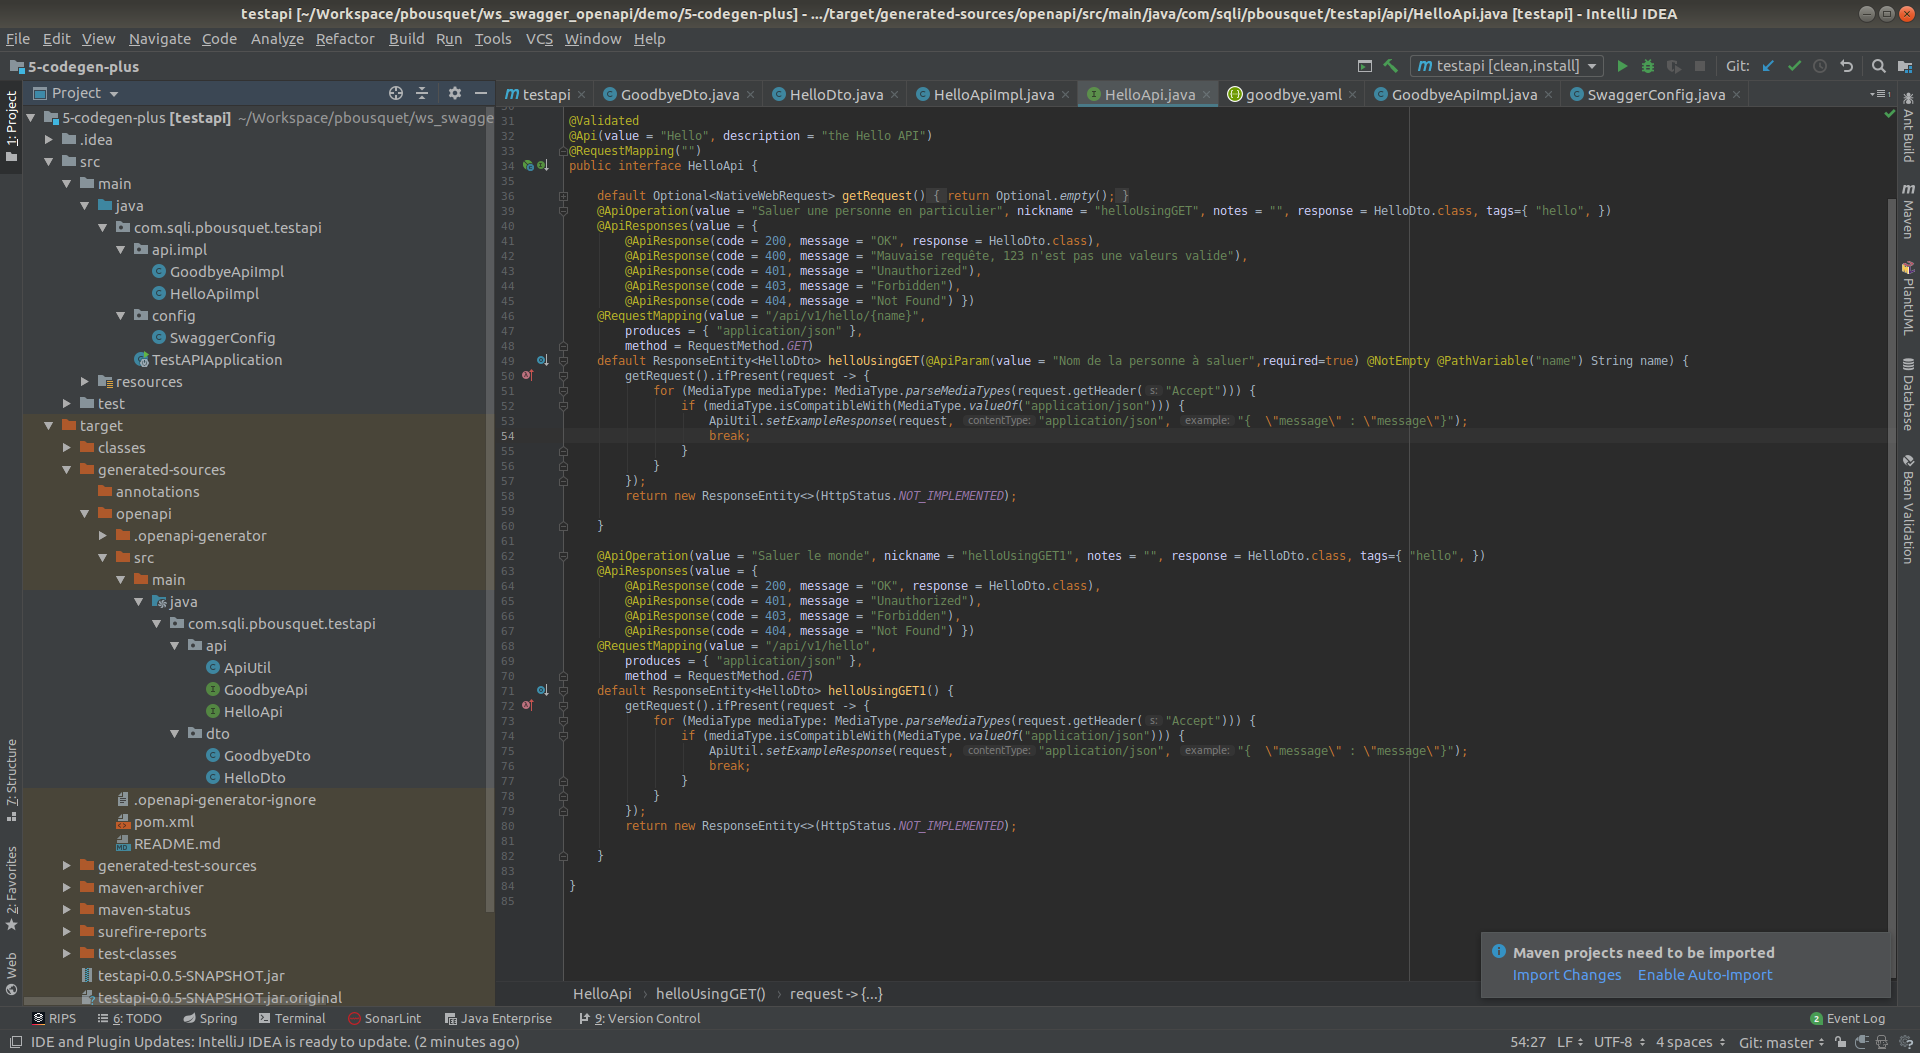 testapi [~/Workspace/pbousquet/ws_swagger_openapi/demo/5-codegen-plus] - .../target/generated-sources/openapi/src/main/java/com/sqli/pbousquet/testapi/api/HelloApi.java [testapi] - IntelliJ IDEA
File Edit View Navigate Code Analyze Refactor Build Run Tools VCS Window Help
5-codegen-plus
testapi [clean,install] Git:
Project
testapi GoodbyeDto.java HelloDto.java HelloApiImpl.java HelloApi.java goodbye.yaml GoodbyeApiImpl.java SwaggerConfig.java
1: Project
7: Structure
2: Favorites
Web
5-codegen-plus [testapi] ~/Workspace/pbousquet/ws_swagge
.idea
src
main
java
com.sqli.pbousquet.testapi
api.impl
GoodbyeApiImpl
HelloApiImpl
config
SwaggerConfig
TestAPIApplication
resources
test
target
classes
generated-sources
annotations
openapi
.openapi-generator
src
main
java
com.sqli.pbousquet.testapi
api
ApiUtil
GoodbyeApi
HelloApi
dto
GoodbyeDto
HelloDto
.openapi-generator-ignore
pom.xml
README.md
generated-test-sources
maven-archiver
maven-status
surefire-reports
test-classes
testapi-0.0.5-SNAPSHOT.jar
testapi-0.0.5-SNAPSHOT.jar.original
31 @Validated
32 @Api(value = "Hello", description = "the Hello API")
33 @RequestMapping("")
34 public interface HelloApi {
35
36 default Optional<NativeWebRequest> getRequest() { return Optional.empty(); }
39 @ApiOperation(value = "Saluer une personne en particulier", nickname = "helloUsingGET", notes = "", response = HelloDto.class, tags={ "hello", })
40 @ApiResponses(value = {
41 @ApiResponse(code = 200, message = "OK", response = HelloDto.class),
42 @ApiResponse(code = 400, message = "Mauvaise requête, 123 n'est pas une valeurs valide"),
43 @ApiResponse(code = 401, message = "Unauthorized"),
44 @ApiResponse(code = 403, message = "Forbidden"),
45 @ApiResponse(code = 404, message = "Not Found") })
46 @RequestMapping(value = "/api/v1/hello/{name}",
47 produces = { "application/json" },
48 method = RequestMethod.GET)
49 default ResponseEntity<HelloDto> helloUsingGET(@ApiParam(value = "Nom de la personne à saluer",required=true) @NotEmpty @PathVariable("name") String name) {
50 getRequest().ifPresent(request -> {
51 for (MediaType mediaType: MediaType.parseMediaTypes(request.getHeader( s: "Accept"))) {
52 if (mediaType.isCompatibleWith(MediaType.valueOf("application/json"))) {
53 ApiUtil.setExampleResponse(request, contentType: "application/json", example: "{  \"message\" : \"message\"}");
54 break;
55 }
56 }
57 });
58 return new ResponseEntity<>(HttpStatus.NOT_IMPLEMENTED);
59
60 }
61
62 @ApiOperation(value = "Saluer le monde", nickname = "helloUsingGET1", notes = "", response = HelloDto.class, tags={ "hello", })
63 @ApiResponses(value = {
64 @ApiResponse(code = 200, message = "OK", response = HelloDto.class),
65 @ApiResponse(code = 401, message = "Unauthorized"),
66 @ApiResponse(code = 403, message = "Forbidden"),
67 @ApiResponse(code = 404, message = "Not Found") })
68 @RequestMapping(value = "/api/v1/hello",
69 produces = { "application/json" },
70 method = RequestMethod.GET)
71 default ResponseEntity<HelloDto> helloUsingGET1() {
72 getRequest().ifPresent(request -> {
73 for (MediaType mediaType: MediaType.parseMediaTypes(request.getHeader( s: "Accept"))) {
74 if (mediaType.isCompatibleWith(MediaType.valueOf("application/json"))) {
75 ApiUtil.setExampleResponse(request, contentType: "application/json", example: "{  \"message\" : \"message\"}");
76 break;
77 }
78 }
79 });
80 return new ResponseEntity<>(HttpStatus.NOT_IMPLEMENTED);
81
82 }
83
84 }
85
Ant Build
Maven
PlantUML
Database
Bean Validation
Maven projects need to be imported
Import Changes Enable Auto-Import
HelloApi › helloUsingGET() › request -> {...}
RIPS 6: TODO Spring Terminal SonarLint Java Enterprise 9: Version Control 2 Event Log
IDE and Plugin Updates: IntelliJ IDEA is ready to update. (2 minutes ago) 54:27 LF UTF-8 4 spaces Git: master